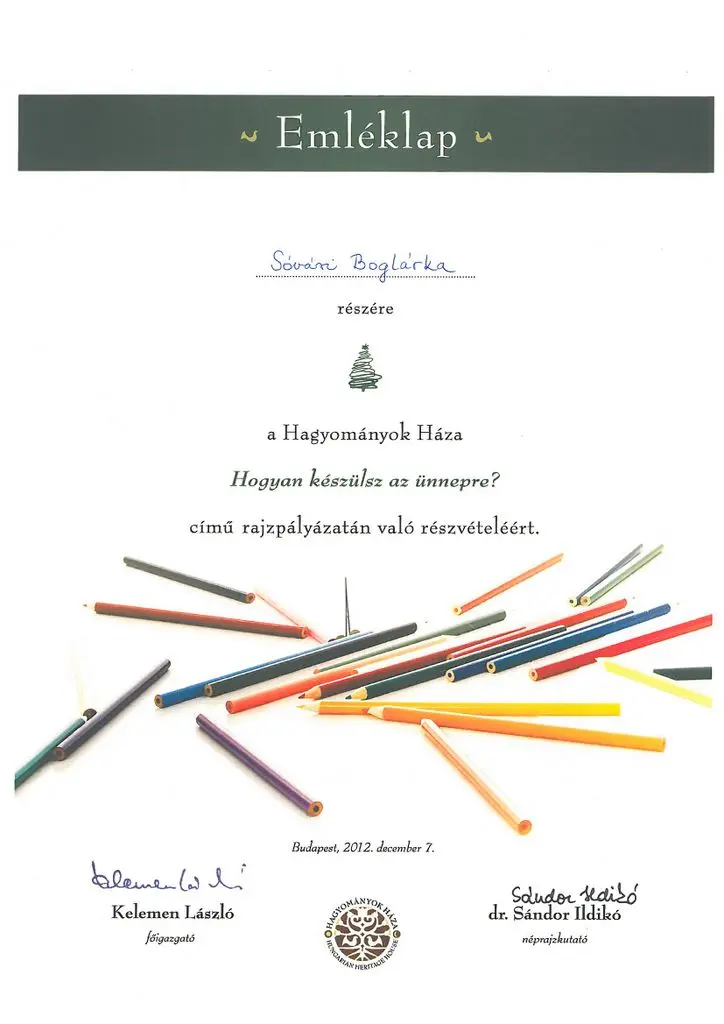 Emléklap
Sóvári Boglárka
részére
a Hagyományok Háza
Hogyan készülsz az ünnepre?
című rajzpályázatán való részvételéért.
Budapest, 2012. december 7.
Kelemen László
Kelemen László
főigazgató
HAGYOMÁNYOK HÁZA
HUNGARIAN HERITAGE HOUSE
Sándor Ildikó
dr. Sándor Ildikó
néprajzkutató